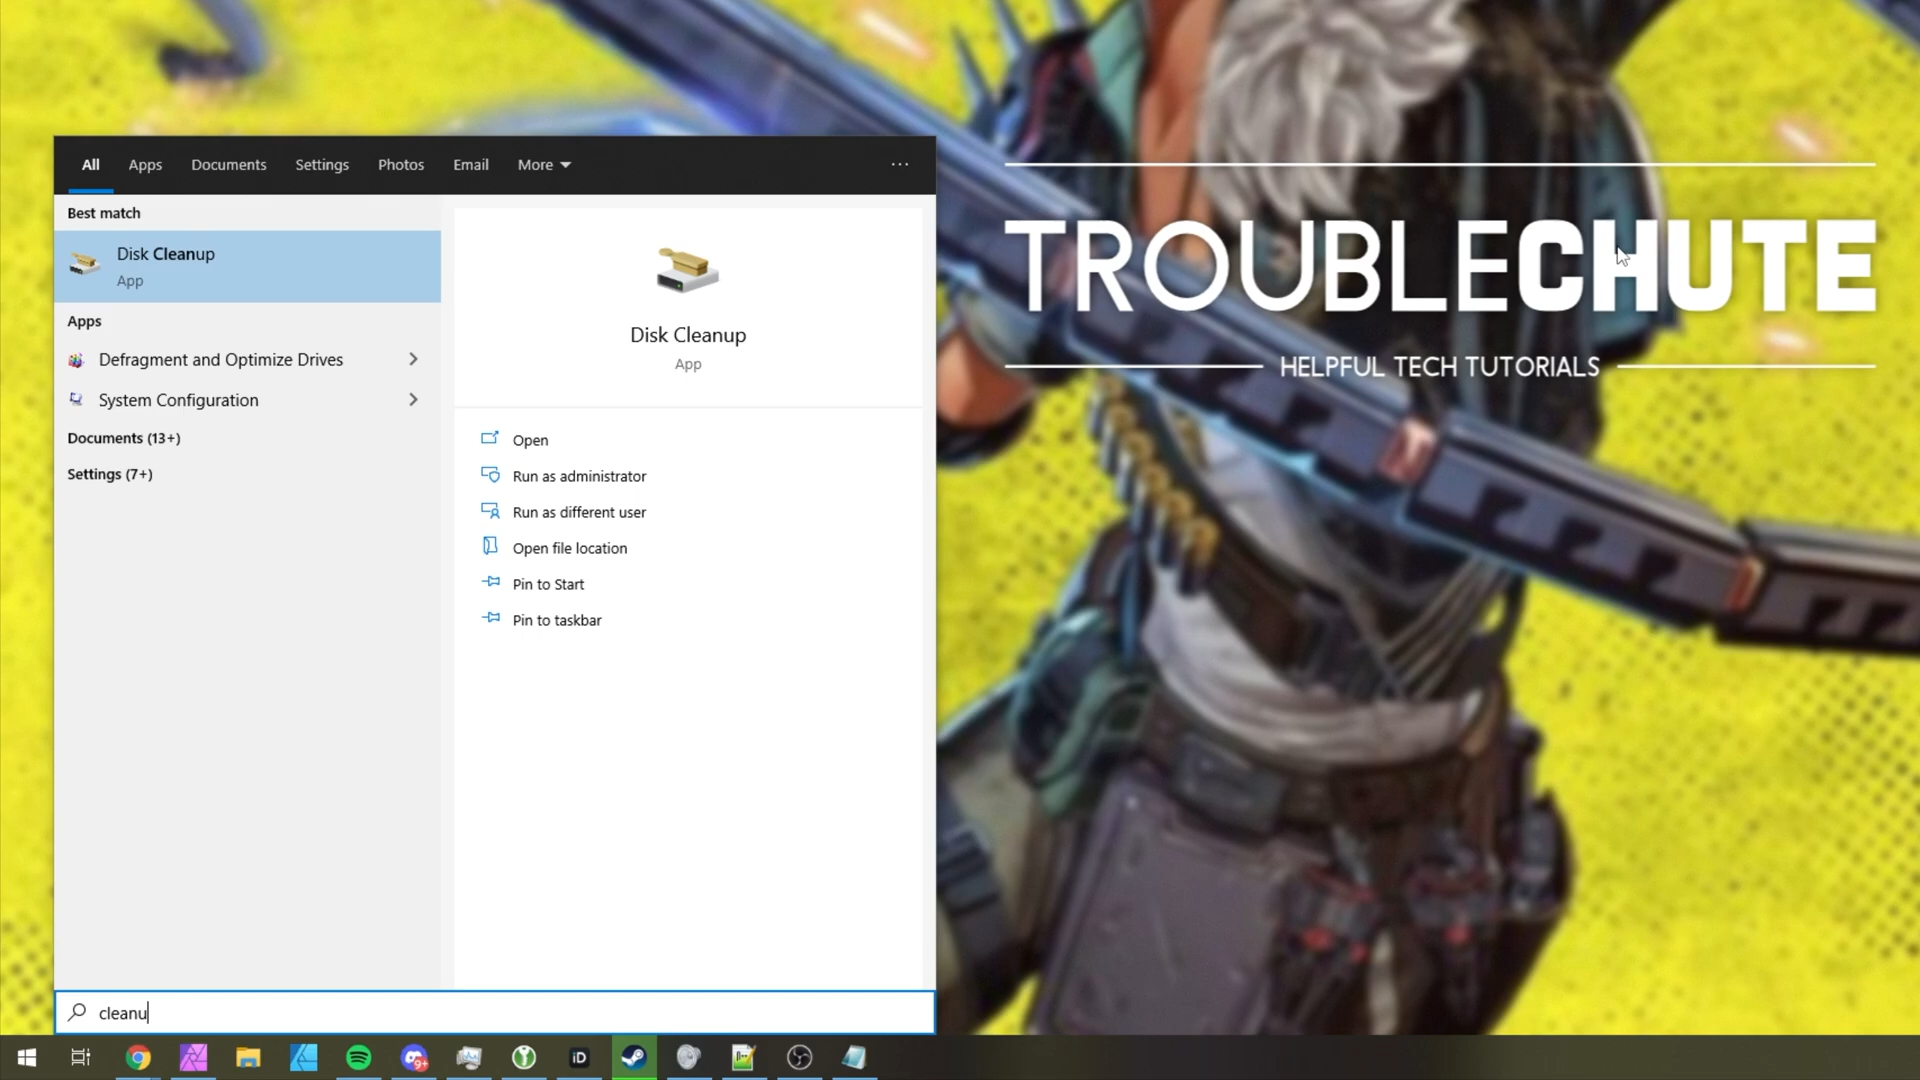 All Apps Documents Settings Photos Email More ...
Best match
Disk Cleanup
App
Apps
Defragment and Optimize Drives
System Configuration
Documents (13+)
Settings (7+)
Disk Cleanup
App
Open
Run as administrator
Run as different user
Open file location
Pin to Start
Pin to taskbar
cleanu
TROUBLECHUTE
HELPFUL TECH TUTORIALS
9+
iD